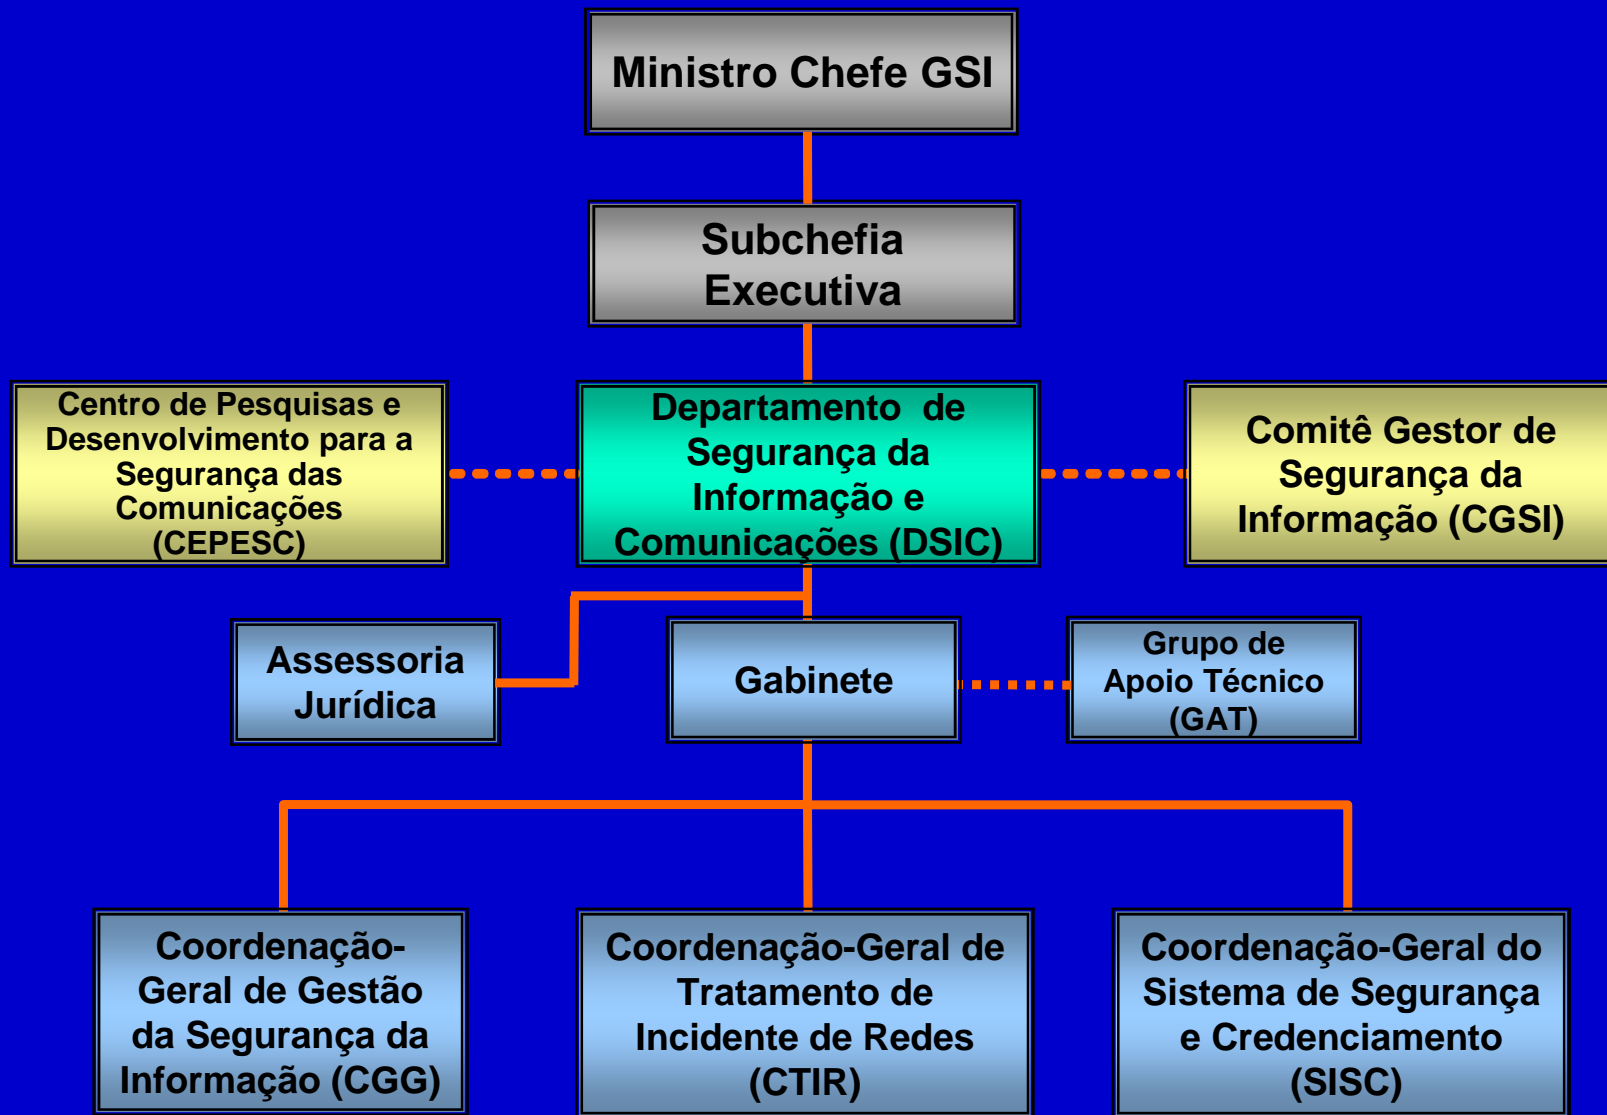 Ministro Chefe GSI
Subchefia
Executiva
Centro de Pesquisas e
Desenvolvimento para a
Segurança das
Comunicações
(CEPESC)
Departamento de
Segurança da
Informação e
Comunicações (DSIC)
Comitê Gestor de
Segurança da
Informação (CGSI)
Assessoria
Jurídica
Gabinete
Grupo de
Apoio Técnico
(GAT)
Coordenação-
Geral de Gestão
da Segurança da
Informação (CGG)
Coordenação-Geral de
Tratamento de
Incidente de Redes
(CTIR)
Coordenação-Geral do
Sistema de Segurança
e Credenciamento
(SISC)